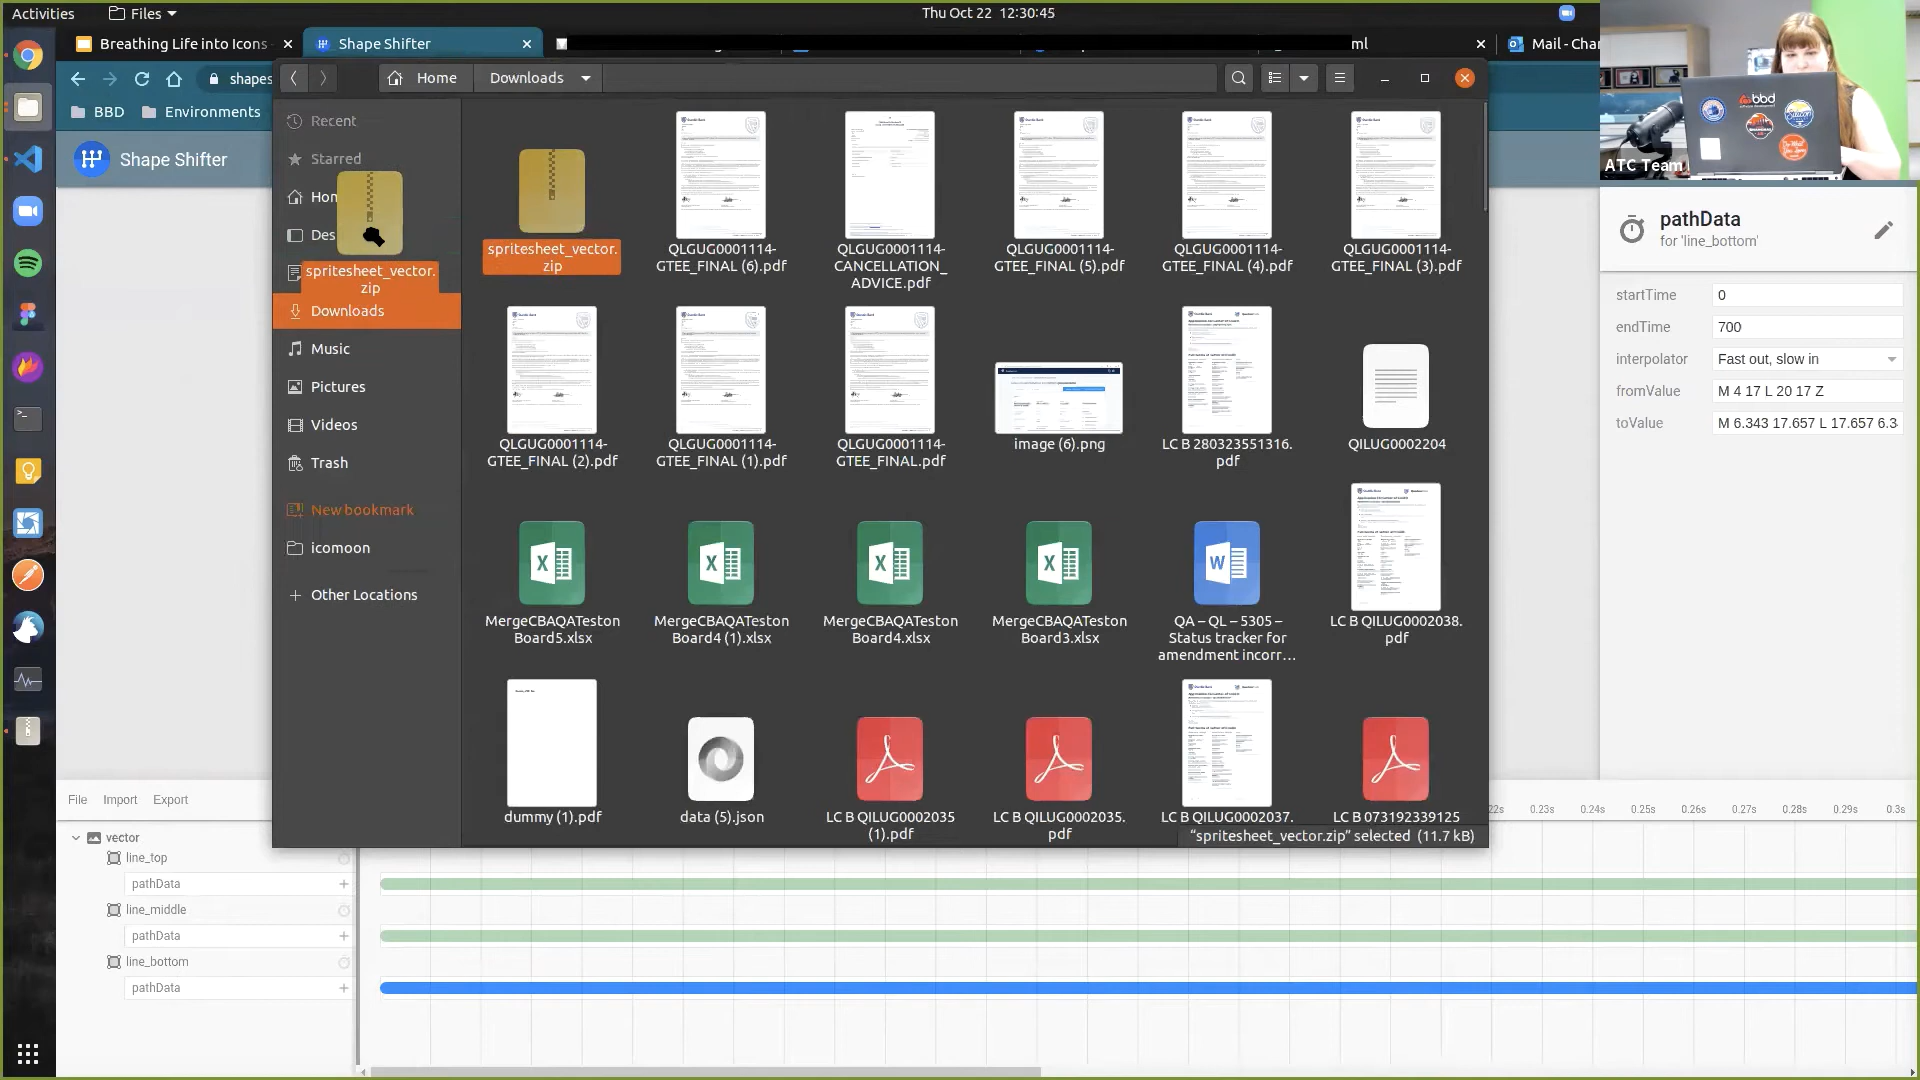 Activities
Files
Thu Oct 22 12:30:45
Breathing Life into Icons
Shape Shifter
ml
Mail - Char
shapes
Home
Downloads
BBD
Environments
Recent
Starred
Hom
Des
spritesheet_vector.
zip
Downloads
Music
Pictures
Videos
Trash
New bookmark
icomoon
Other Locations
Shape Shifter
spritesheet_vector.
zip
QLGUG0001114-
GTEE_FINAL (6).pdf
QLGUG0001114-
CANCELLATION_
ADVICE.pdf
QLGUG0001114-
GTEE_FINAL (5).pdf
QLGUG0001114-
GTEE_FINAL (4).pdf
QLGUG0001114-
GTEE_FINAL (3).pdf
QLGUG0001114-
GTEE_FINAL (2).pdf
QLGUG0001114-
GTEE_FINAL (1).pdf
QLGUG0001114-
GTEE_FINAL.pdf
image (6).png
LC B 280323551316.
pdf
QILUG0002204
MergeCBAQATeston
Board5.xlsx
MergeCBAQATeston
Board4 (1).xlsx
MergeCBAQATeston
Board4.xlsx
MergeCBAQATeston
Board3.xlsx
QA – QL – 5305 –
Status tracker for
amendment incorr...
LC B QILUG0002038.
pdf
dummy (1).pdf
data (5).json
LC B QILUG0002035
(1).pdf
LC B QILUG0002035.
pdf
LC B QILUG0002037.
LC B 073192339125
"spritesheet_vector.zip" selected (11.7 kB)
bbd
ATC Team
pathData
for 'line_bottom'
startTime 0
endTime 700
interpolator Fast out, slow in
fromValue M 4 17 L 20 17 Z
toValue M 6.343 17.657 L 17.657 6.3
File Import Export
22s 0.23s 0.24s 0.25s 0.26s 0.27s 0.28s 0.29s 0.3s
vector
line_top
pathData
line_middle
pathData
line_bottom
pathData